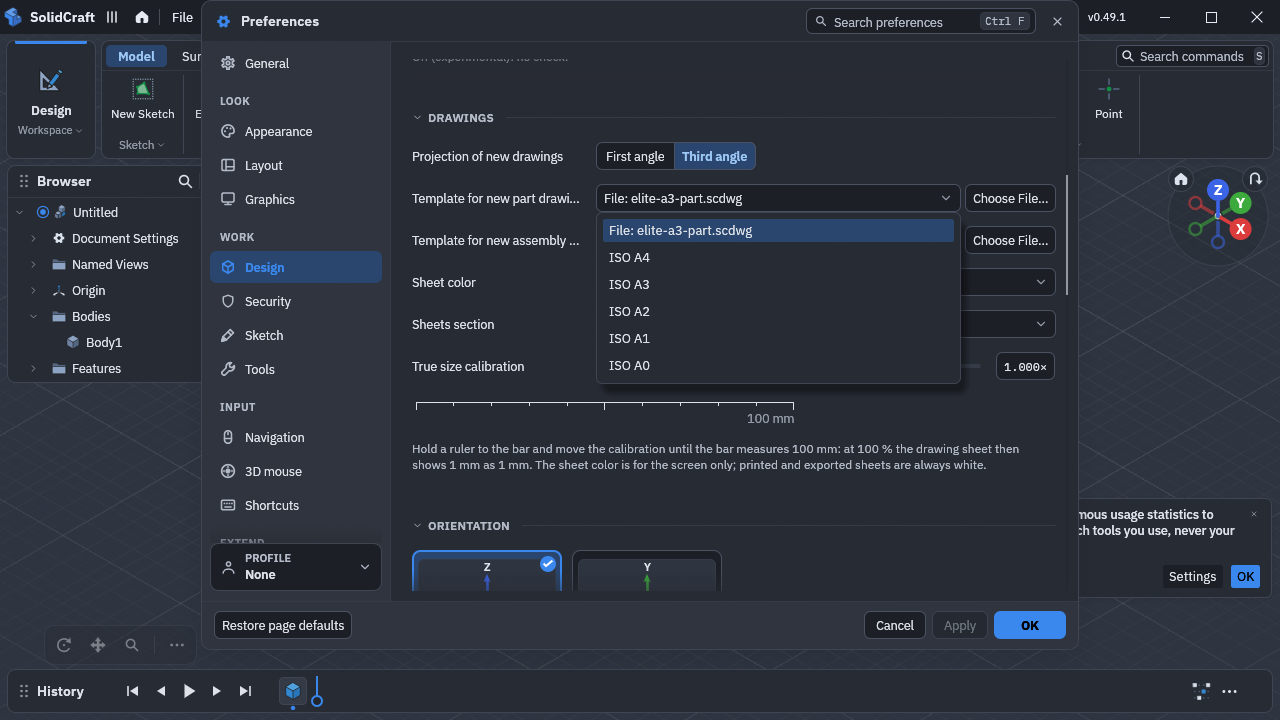 SolidCraft
File
Preferences
Search preferences
Ctrl F
v0.49.1
Design
Workspace
Model
Sur
New Sketch
E
Sketch
Search commands
S
Point
General
LOOK
Appearance
Layout
Graphics
WORK
Design
Security
Sketch
Tools
INPUT
Navigation
3D mouse
Shortcuts
EXTEND
PROFILE
None
DRAWINGS
Projection of new drawings
First angle
Third angle
Template for new part drawi...
File: elite-a3-part.scdwg
Choose File...
Template for new assembly ...
Choose File...
File: elite-a3-part.scdwg
ISO A4
ISO A3
ISO A2
ISO A1
ISO A0
Sheet color
Sheets section
True size calibration
1.000×
100 mm
Hold a ruler to the bar and move the calibration until the bar measures 100 mm: at 100 % the drawing sheet then
shows 1 mm as 1 mm. The sheet color is for the screen only; printed and exported sheets are always white.
ORIENTATION
Z
Y
Restore page defaults
Cancel
Apply
OK
Browser
Untitled
Document Settings
Named Views
Origin
Bodies
Body1
Features
Z
Y
X
mous usage statistics to
ch tools you use, never your
Settings
OK
History